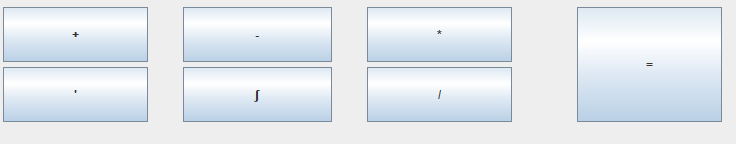 + - * =
' ∫ /